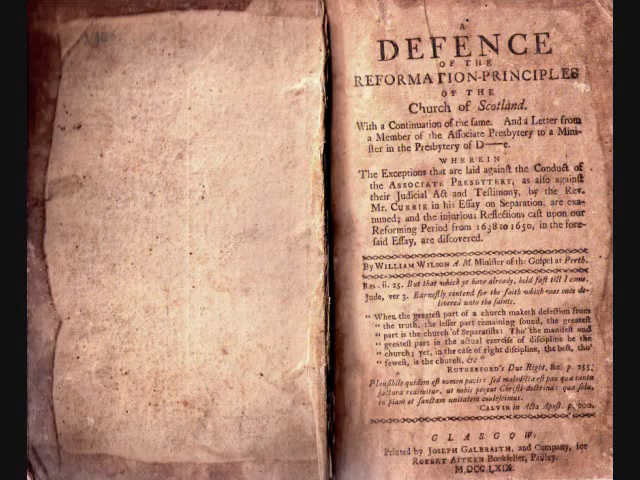 A
DEFENCE
OF THE
REFORMATION-PRINCIPLES
OF THE
Church of Scotland.
With a Continuation of the same. And a Letter from
a Member of the Associate Presbytery to a Mini-
ster in the Presbytery of D——e.
WHEREIN
The Exceptions that are laid against the Conduct of
the ASSOCIATE PRESBYTERY, as also against
their Judicial Act and Testimony, by the Rev.
Mr. CURRIE in his Essay on Separation, are exa-
mined; and the injurious Reflections cast upon our
Reforming Period from 1638 to 1650, in the fore-
said Essay, are discovered.
By WILLIAM WILSON A. M. Minister of the Gospel at Perth.
Rev. ii. 25. But that which ye have already, hold fast till I come.
Jude, ver 3. Earnestly contend for the faith which was once de-
livered unto the saints.
"When the greatest part of a church maketh defection from
" the truth, the lesser part remaining sound, the greatest
" part is the church of Separatists: Tho' the manifest and
" greatest part in the actual exercise of discipline be the
" church; yet, in the case of right discipline, the best, tho'
" fewest, is the church, &c"
RUTHERFORD's Due Right, &c. p. 255.
Plausibile quidem est nomen pacis: sed maledicta est pax quæ tanta
jactura redimitur, ut nobis pereat Christi doctrina: qua sola,
in piam et sanctam unitatem coalescimus.
CALVIN in Acta Apost. p. 200.
GLASGOW:
Printed by JOSEPH GALBRAITH, and Company, for
ROBERT AITKEN Bookseller, Paisley.
M,DCC,LXIX.